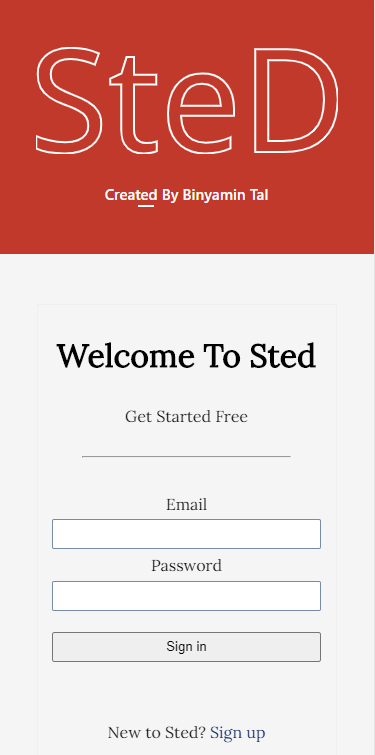 SteD
Created By Binyamin Tal
Welcome To Sted
Get Started Free
Email
Password
Sign in
New to Sted? Sign up